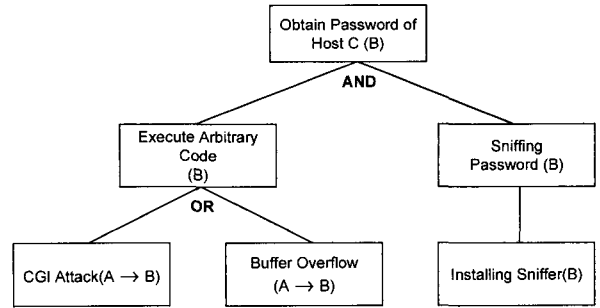 Obtain Password of
Host C (B)
AND
Execute Arbitrary
Code
(B)
Sniffing
Password (B)
OR
CGI Attack(A → B)
Buffer Overflow
(A → B)
Installing Sniffer(B)